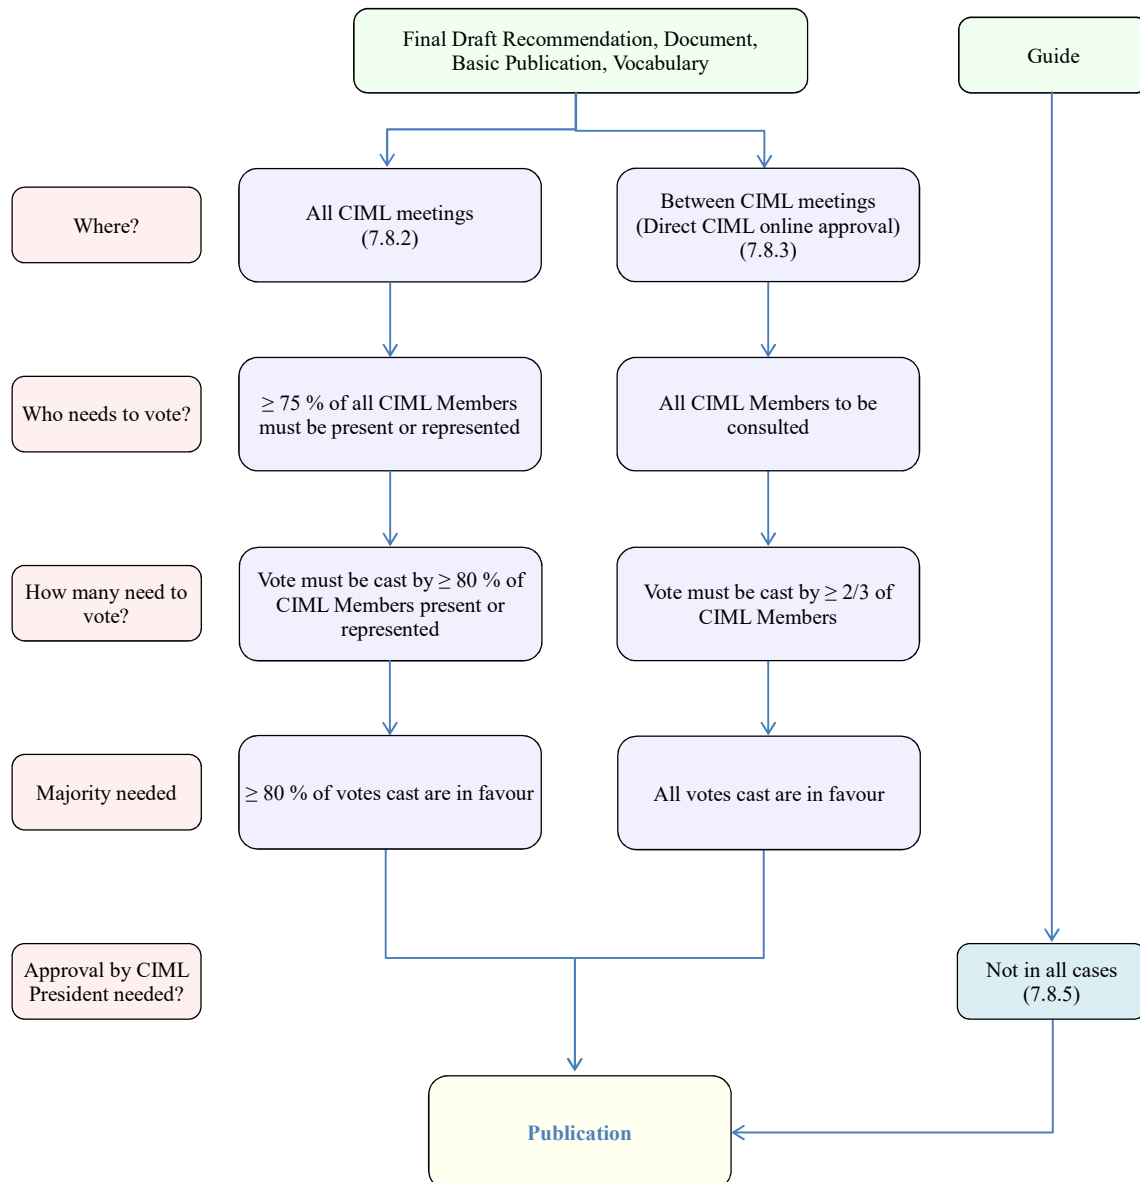 Final Draft Recommendation, Document,
Basic Publication, Vocabulary
Guide
Where?
All CIML meetings
(7.8.2)
Between CIML meetings
(Direct CIML online approval)
(7.8.3)
Who needs to vote?
≥ 75 % of all CIML Members
must be present or represented
All CIML Members to be
consulted
How many need to
vote?
Vote must be cast by ≥ 80 % of
CIML Members present or
represented
Vote must be cast by ≥ 2/3 of
CIML Members
Majority needed
≥ 80 % of votes cast are in favour
All votes cast are in favour
Approval by CIML
President needed?
Not in all cases
(7.8.5)
Publication